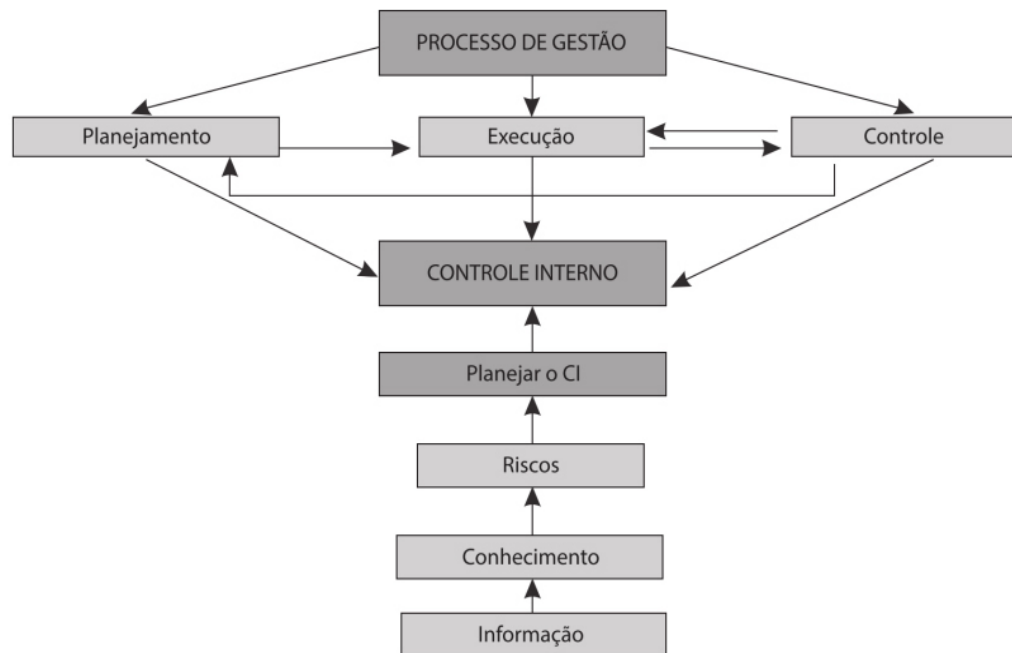 PROCESSO DE GESTÃO
Planejamento
Execução
Controle
CONTROLE INTERNO
Planejar o CI
Riscos
Conhecimento
Informação